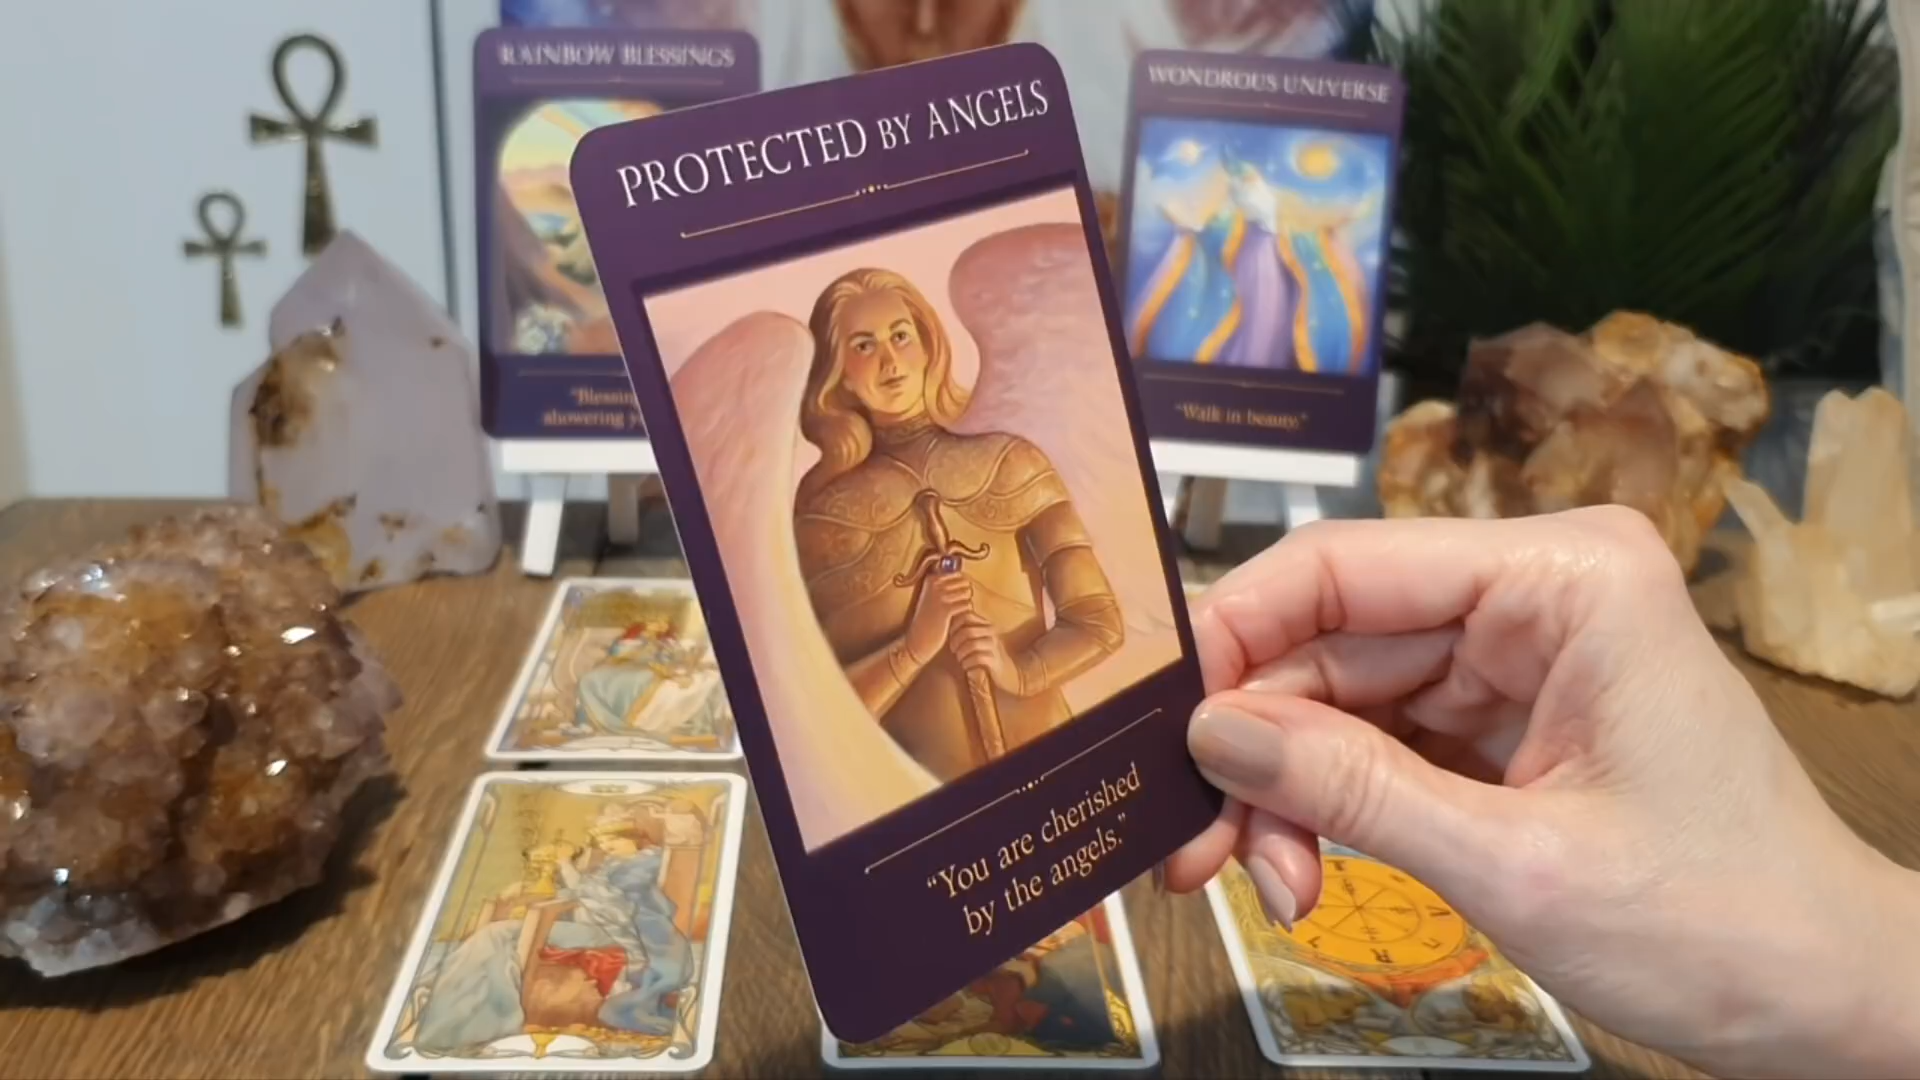 RAINBOW BLESSINGS
PROTECTED BY ANGELS
WONDROUS UNIVERSE
"Walk in beauty."
"You are cherished
by the angels."